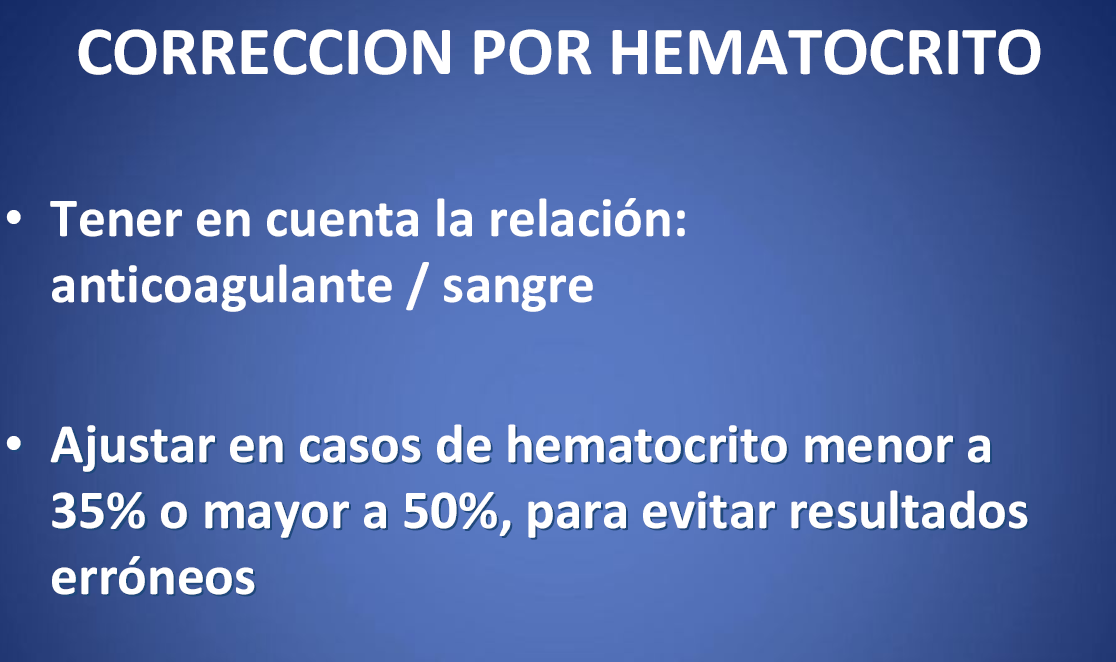 CORRECCION POR HEMATOCRITO
• Tener en cuenta la relación:
anticoagulante / sangre
• Ajustar en casos de hematocrito menor a
35% o mayor a 50%, para evitar resultados
erróneos